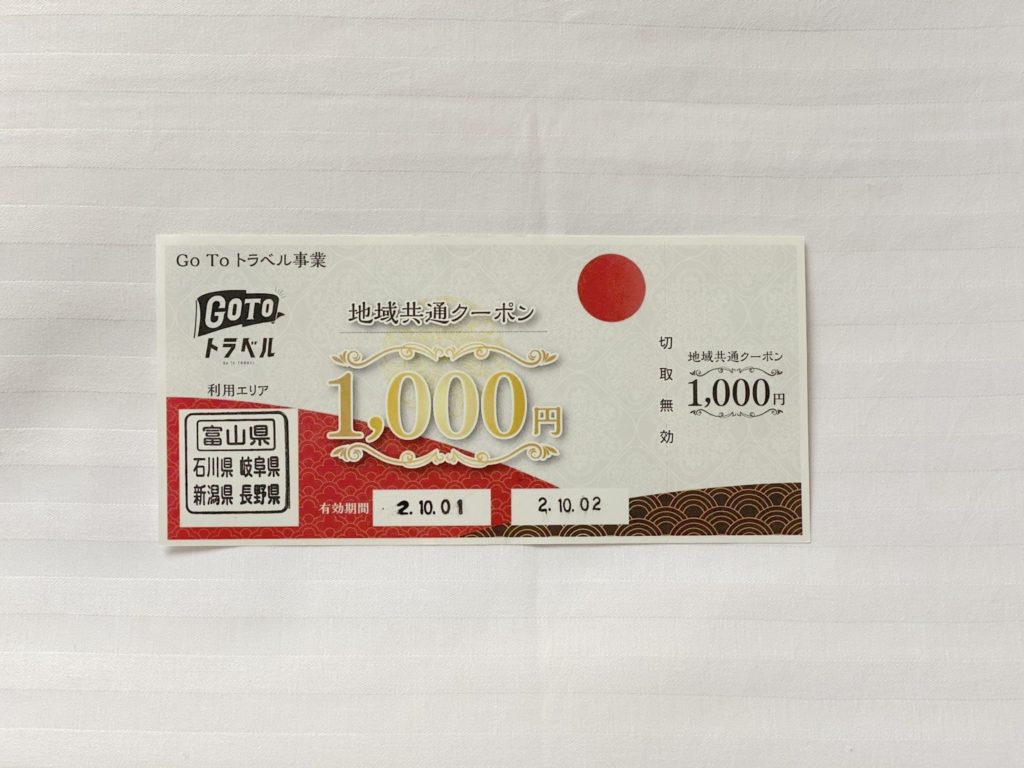 Go To トラベル事業
GOTO
トラベル
GO TO TRAVEL
利用エリア
富山県
石川県 岐阜県
新潟県 長野県
地域共通クーポン
1,000円
有効期間 2.10.01 2.10.02
切取無効
地域共通クーポン
1,000円